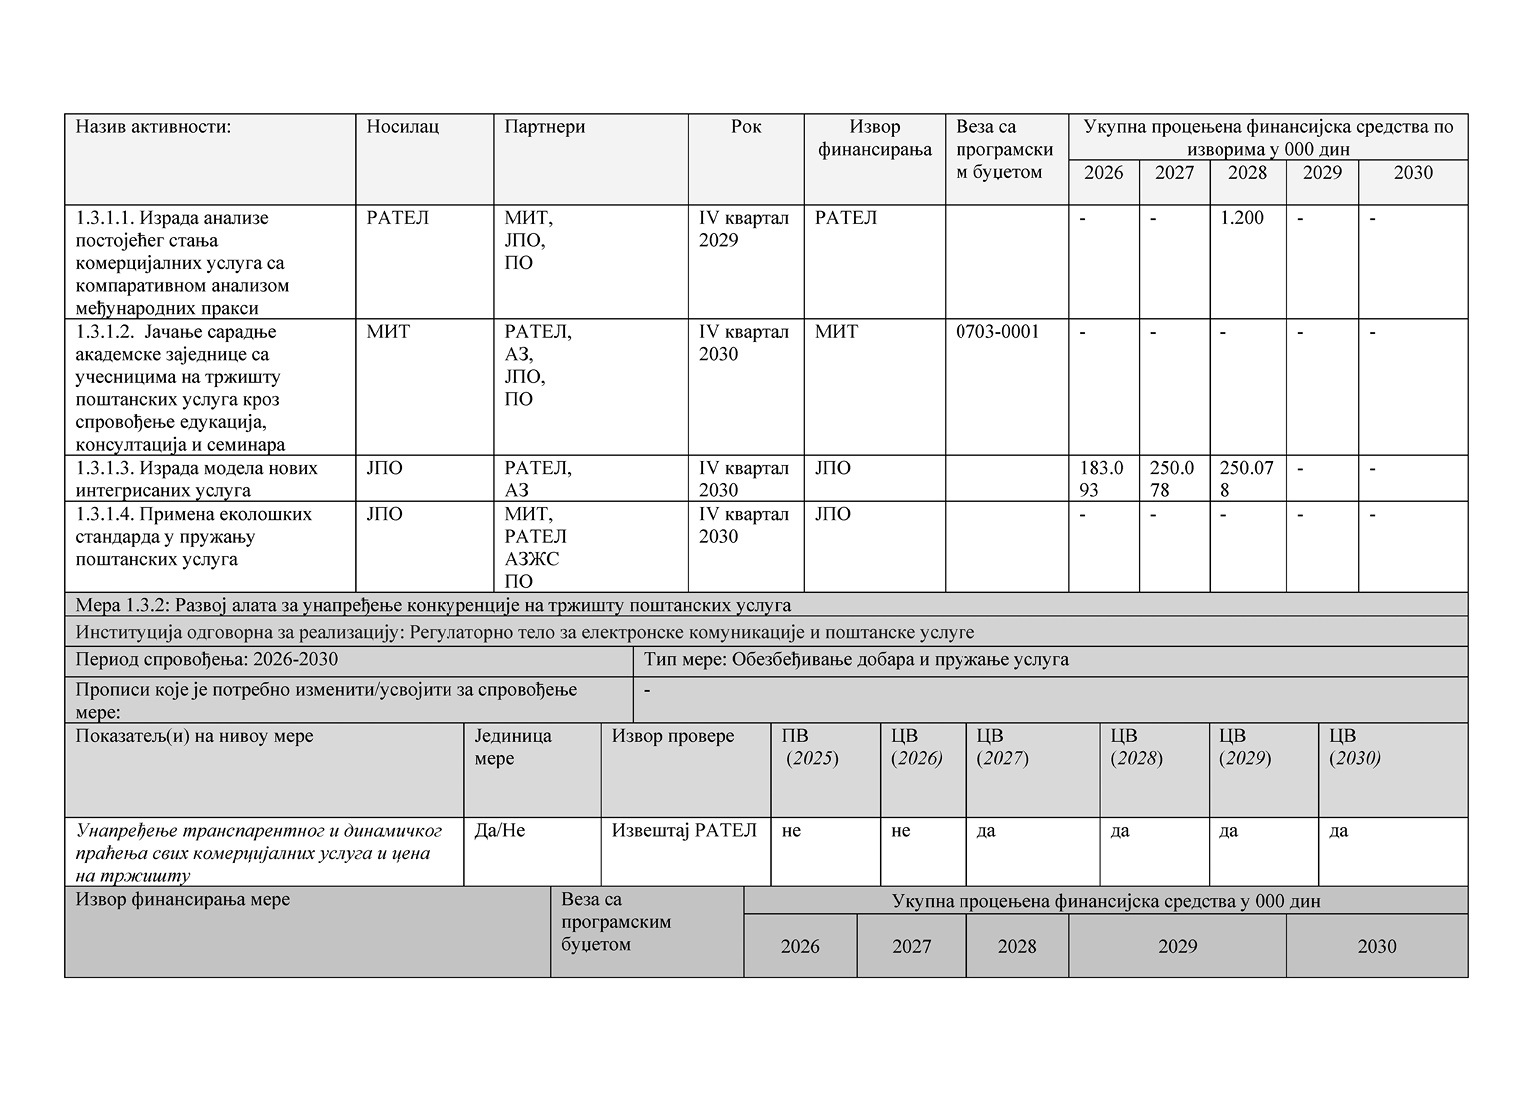 Назив активности:
Носилац
Партнери
Рок
Извор
финансирања
Веза са
програмски
м буџетом
Укупна процењена финансијска средства по
изворима у 000 дин
2026
2027
2028
2029
2030
1.3.1.1. Израда анализе
постојећег стања
комерцијалних услуга са
компаративном анализом
међународних пракси
РАТЕЛ
МИТ,
ЈПО,
ПО
IV квартал
2029
РАТЕЛ
-
-
1.200
-
-
1.3.1.2.  Јачање сарадње
академске заједнице са
учесницима на тржишту
поштанских услуга кроз
спровођење едукација,
консултација и семинара
МИТ
РАТЕЛ,
АЗ,
ЈПО,
ПО
IV квартал
2030
МИТ
0703-0001
-
-
-
-
-
1.3.1.3. Израда модела нових
интегрисаних услуга
ЈПО
РАТЕЛ,
АЗ
IV квартал
2030
ЈПО
183.0
93
250.0
78
250.07
8
-
-
1.3.1.4. Примена еколошких
стандарда у пружању
поштанских услуга
ЈПО
МИТ,
РАТЕЛ
АЗЖС
ПО
IV квартал
2030
ЈПО
-
-
-
-
-
Мера 1.3.2: Развој алата за унапређење конкуренције на тржишту поштанских услуга
Институција одговорна за реализацију: Регулаторно тело за електронске комуникације и поштанске услуге
Период спровођења: 2026-2030
Тип мере: Обезбеђивање добара и пружање услуга
Прописи које је потребно изменити/усвојити за спровођење
мере:
-
Показатељ(и) на нивоу мере
Јединица
мере
Извор провере
ПВ
(2025)
ЦВ
(2026)
ЦВ
(2027)
ЦВ
(2028)
ЦВ
(2029)
ЦВ
(2030)
Унапређење транспарентног и динамичког
праћења свих комерцијалних услуга и цена
на тржишту
Да/Не
Извештај РАТЕЛ
не
не
да
да
да
да
Извор финансирања мере
Веза са
програмским
буџетом
Укупна процењена финансијска средства у 000 дин
2026
2027
2028
2029
2030